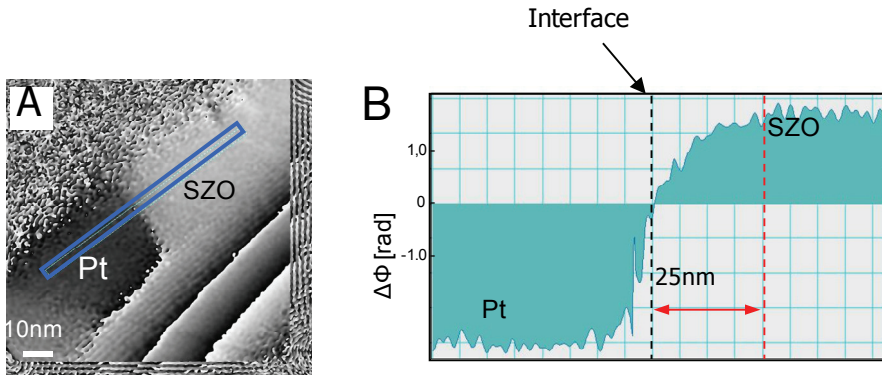 Interface
A
SZO
Pt
10nm
B
ΔΦ [rad]
1,0
0
-1.0
SZO
25nm
Pt